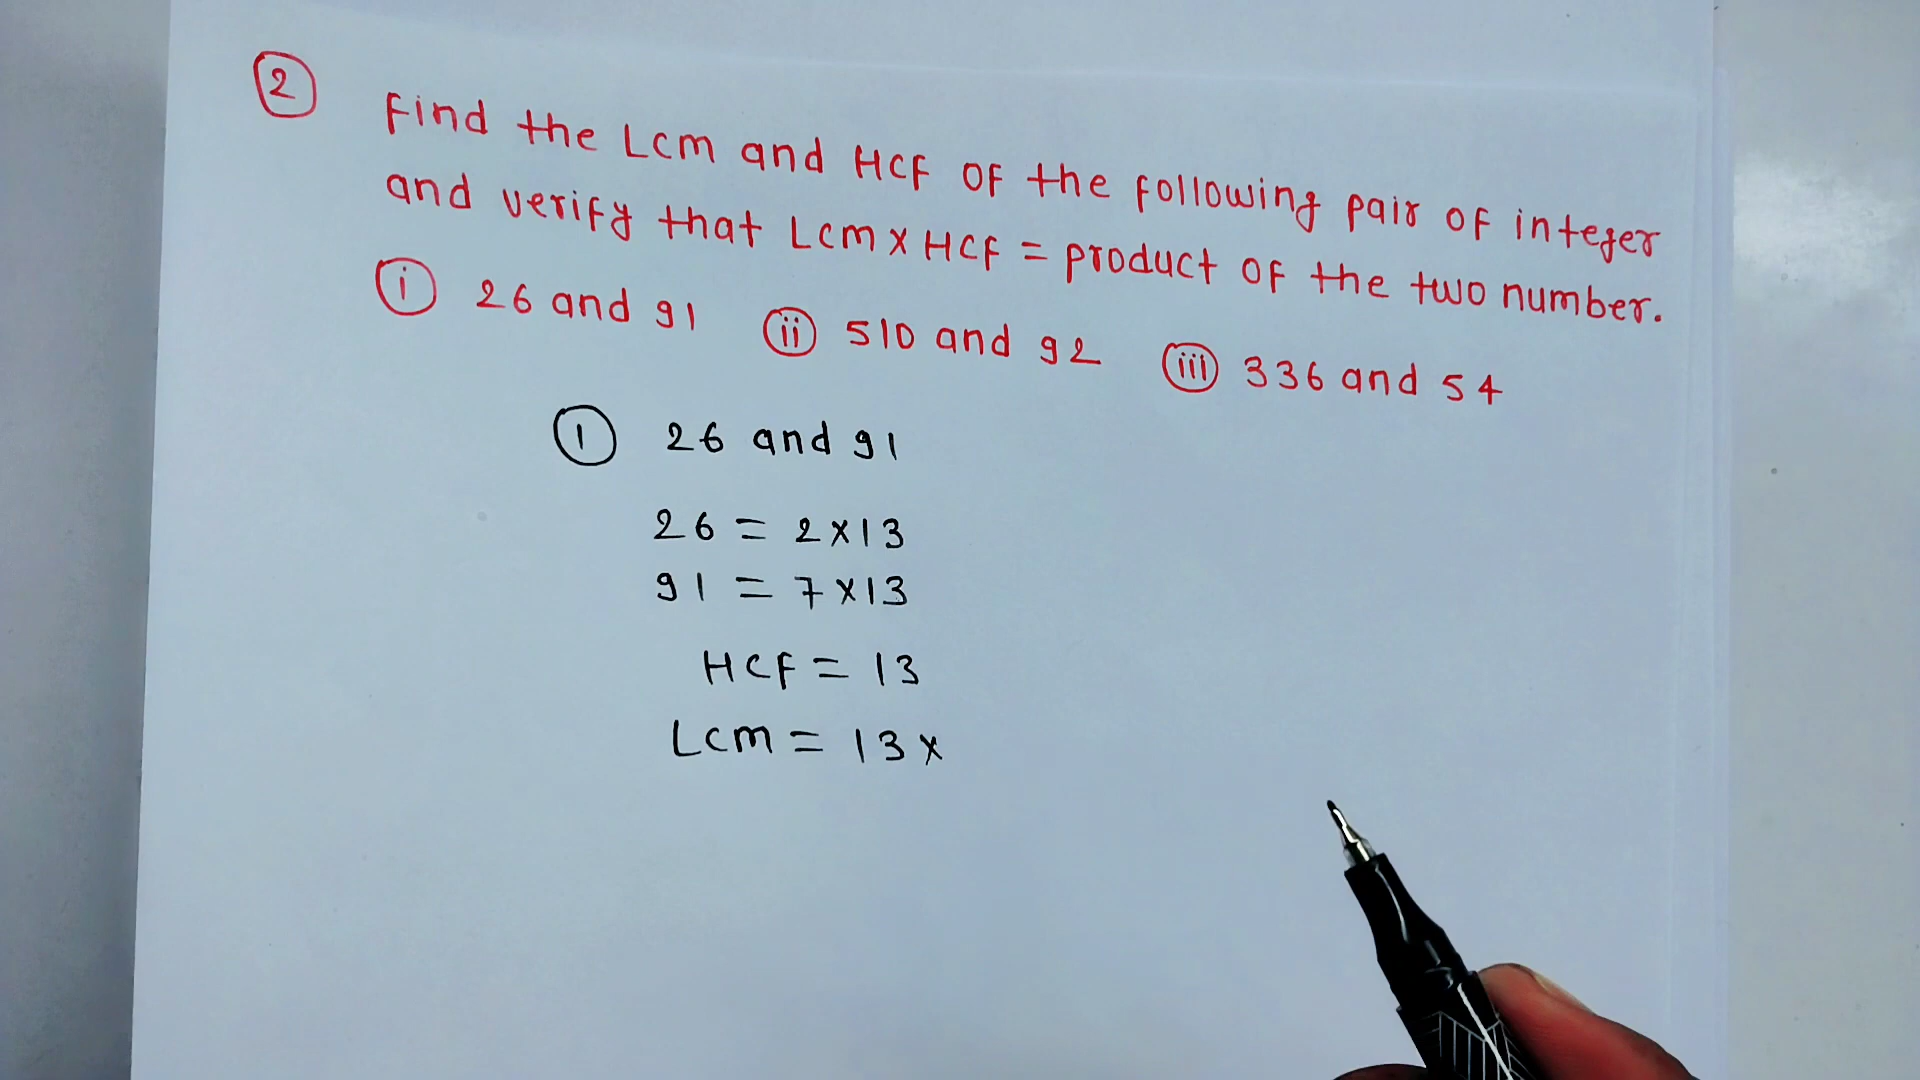 2
Find the Lcm and HCF OF the following pair of integer
and verify that Lcm x HCF = product of the two number.
i 26 and 91 ii 510 and 92 iii 336 and 54
1 26 and 91
26 = 2x13
91 = 7x13
HCF = 13
Lcm = 13x